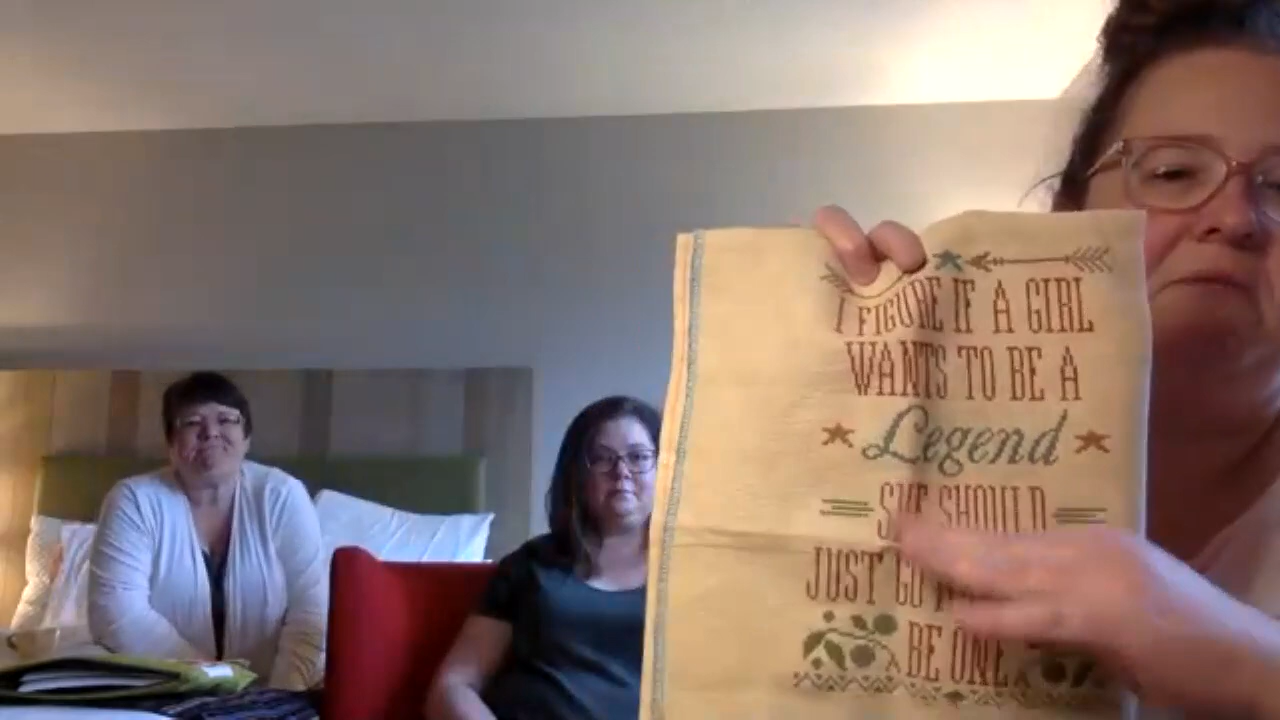 I FIGURE IF A GIRL
WANTS TO BE A
Legend
SHE SHOULD
JUST GO
BE ONE